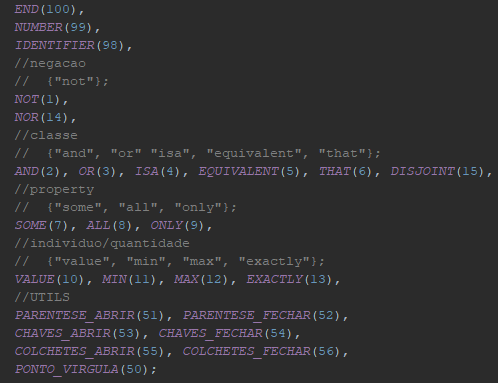 END(100),
NUMBER(99),
IDENTIFIER(98),
//negacao
//  {"not"};
NOT(1),
NOR(14),
//classe
//  {"and", "or" "isa", "equivalent", "that"};
AND(2), OR(3), ISA(4), EQUIVALENT(5), THAT(6), DISJOINT(15),
//property
//  {"some", "all", "only"};
SOME(7), ALL(8), ONLY(9),
//individuo/quantidade
//  {"value", "min", "max", "exactly"};
VALUE(10), MIN(11), MAX(12), EXACTLY(13),
//UTILS
PARENTESE_ABRIR(51), PARENTESE_FECHAR(52),
CHAVES_ABRIR(53), CHAVES_FECHAR(54),
COLCHETES_ABRIR(55), COLCHETES_FECHAR(56),
PONTO_VIRGULA(50);